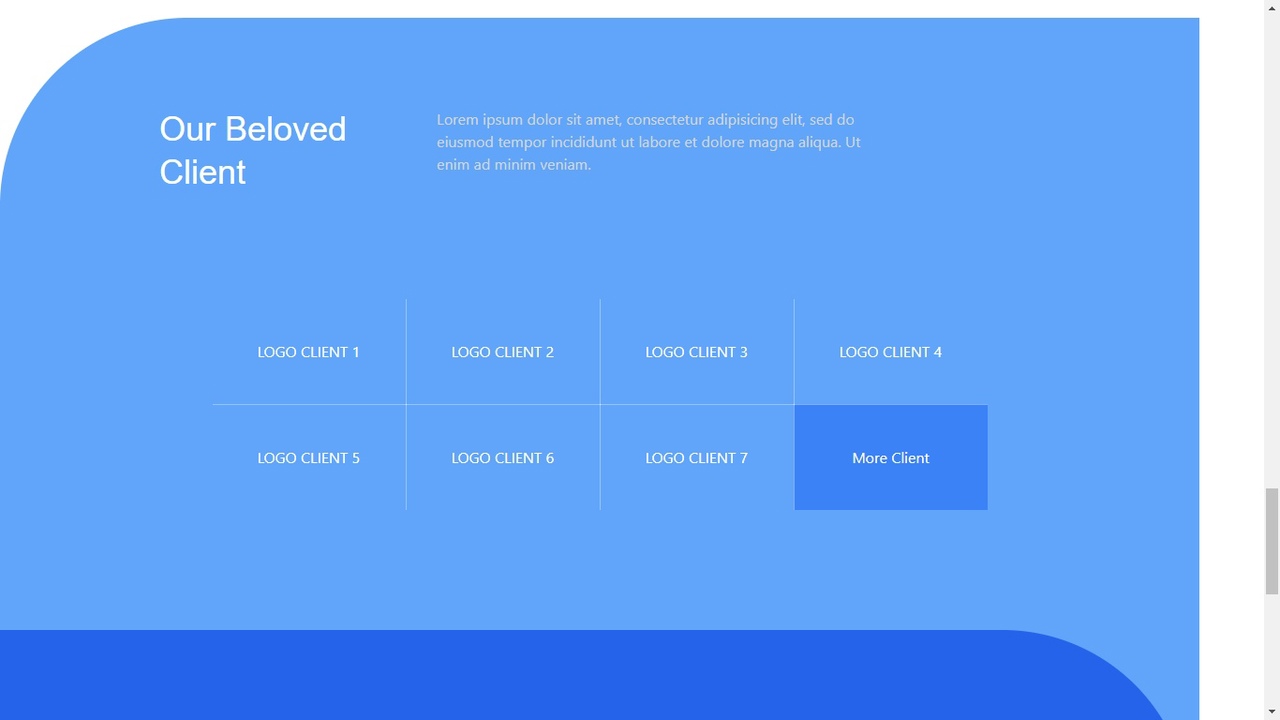 Our Beloved
Client
Lorem ipsum dolor sit amet, consectetur adipisicing elit, sed do
eiusmod tempor incididunt ut labore et dolore magna aliqua. Ut
enim ad minim veniam.
LOGO CLIENT 1
LOGO CLIENT 2
LOGO CLIENT 3
LOGO CLIENT 4
LOGO CLIENT 5
LOGO CLIENT 6
LOGO CLIENT 7
More Client